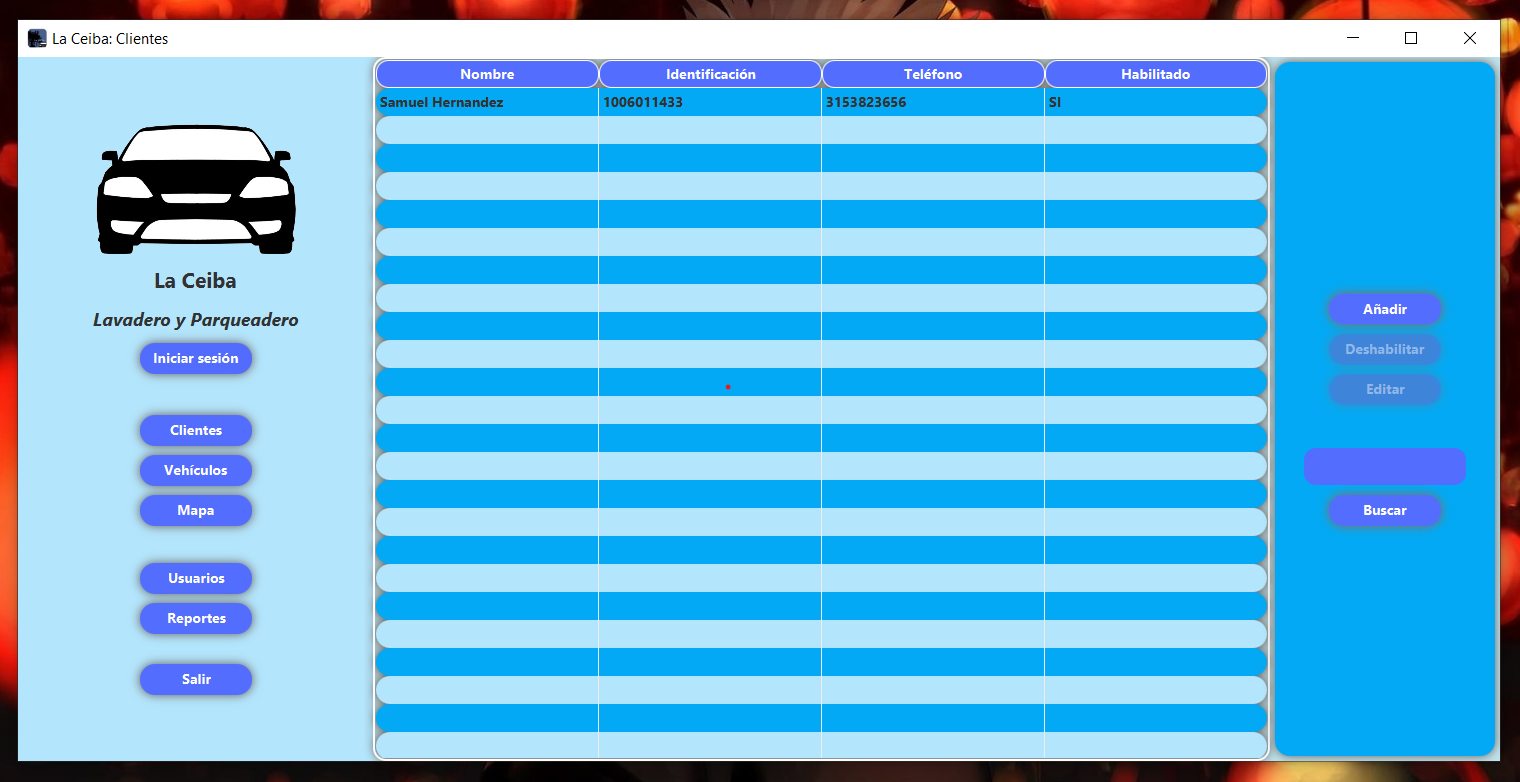 La Ceiba: Clientes
La Ceiba
Lavadero y Parqueadero
Iniciar sesión
Clientes
Vehículos
Mapa
Usuarios
Reportes
Salir
Nombre Identificación Teléfono Habilitado
Samuel Hernandez 1006011433 3153823656 SI
Añadir
Deshabilitar
Editar
Buscar